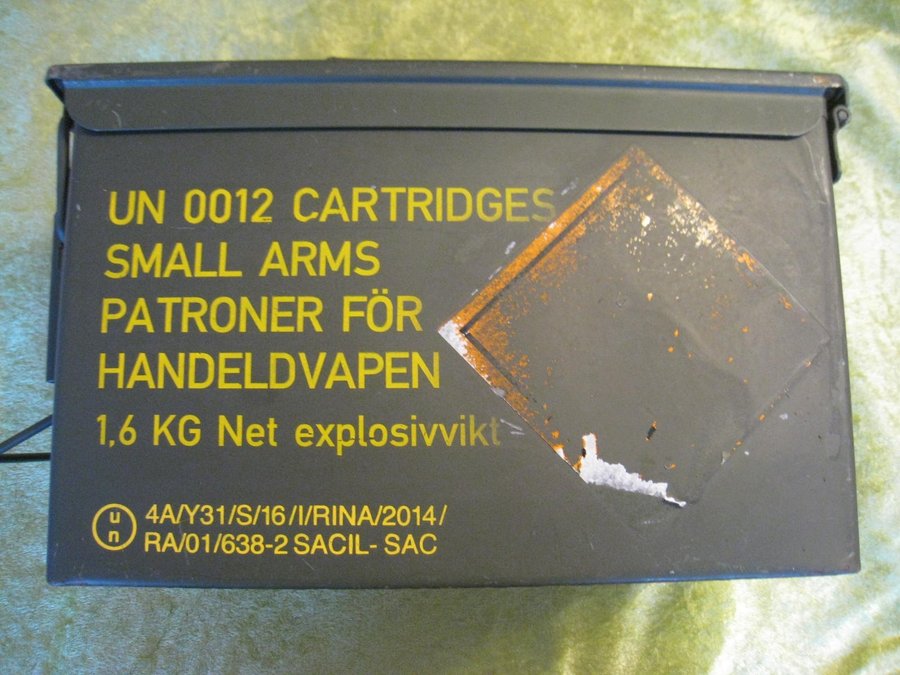 UN 0012 CARTRIDGES
SMALL ARMS
PATRONER FÖR
HANDELDVAPEN
1,6 KG Net explosivvikt
un 4A/Y31/S/16/I/RINA/2014/
RA/01/638-2 SACIL- SAC